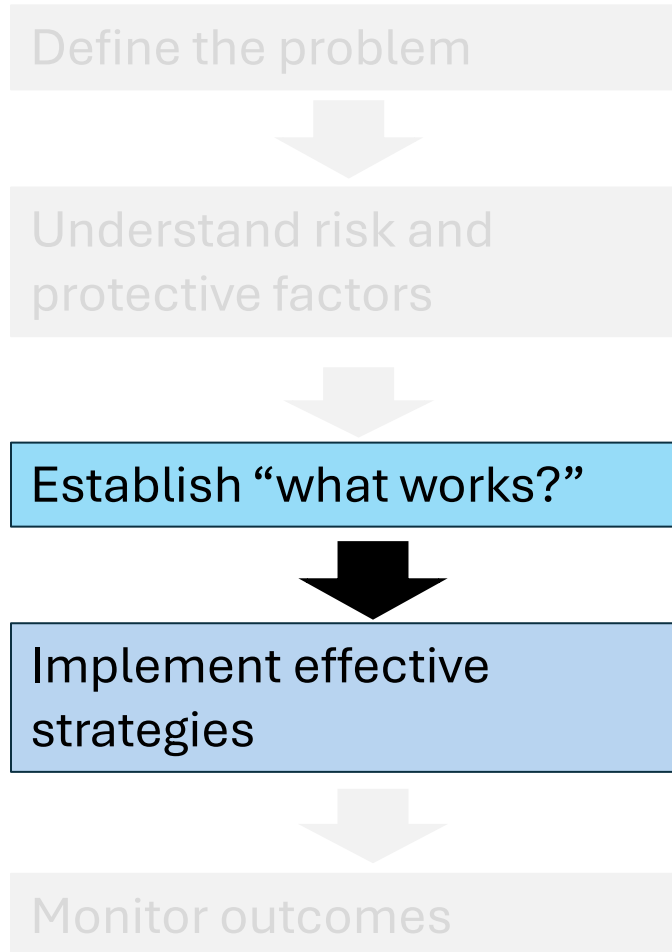 Define the problem
Understand risk and
protective factors
Establish “what works?”
Implement effective
strategies
Monitor outcomes